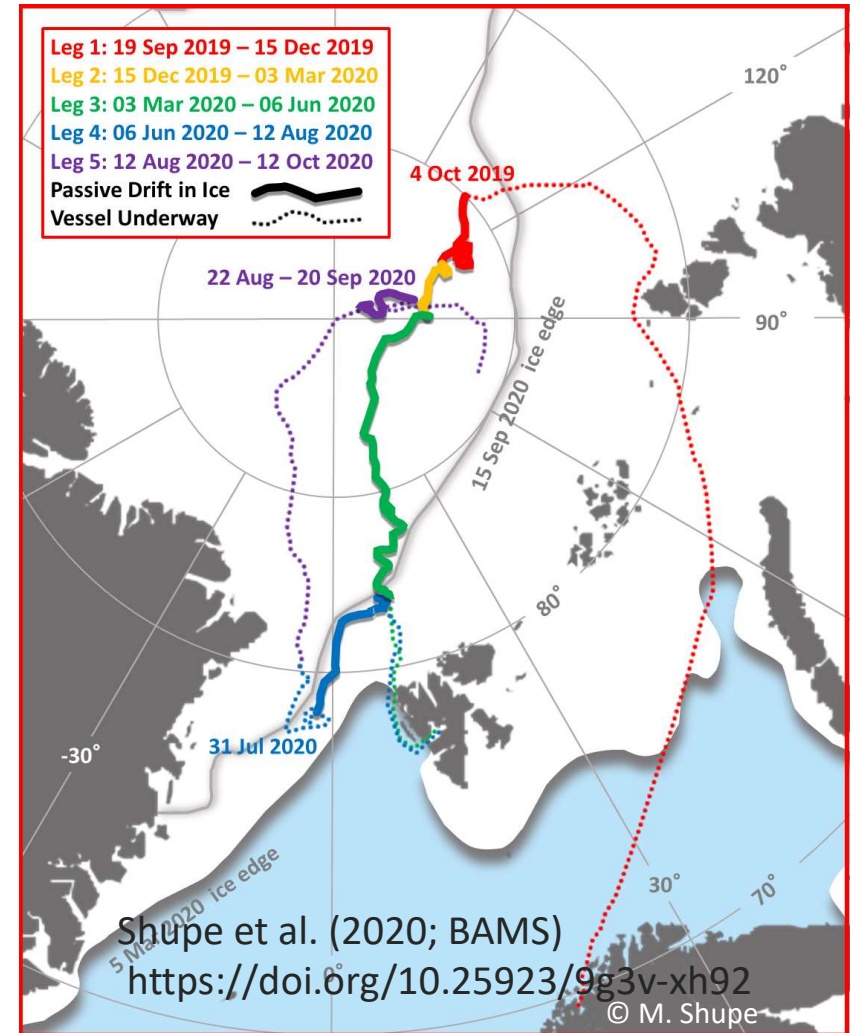 Leg 1: 19 Sep 2019 – 15 Dec 2019
Leg 2: 15 Dec 2019 – 03 Mar 2020
Leg 3: 03 Mar 2020 – 06 Jun 2020
Leg 4: 06 Jun 2020 – 12 Aug 2020
Leg 5: 12 Aug 2020 – 12 Oct 2020
Passive Drift in Ice
Vessel Underway
120°
4 Oct 2019
22 Aug – 20 Sep 2020
90°
15 Sep 2020 ice edge
80°
31 Jul 2020
-30°
30°
70°
5 Mar 2020 ice edge
0°
Shupe et al. (2020; BAMS)
https://doi.org/10.25923/9g3v-xh92
© M. Shupe